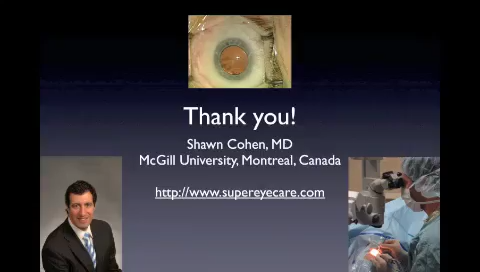 Thank you!
Shawn Cohen, MD
McGill University, Montreal, Canada
http://www.supereyecare.com